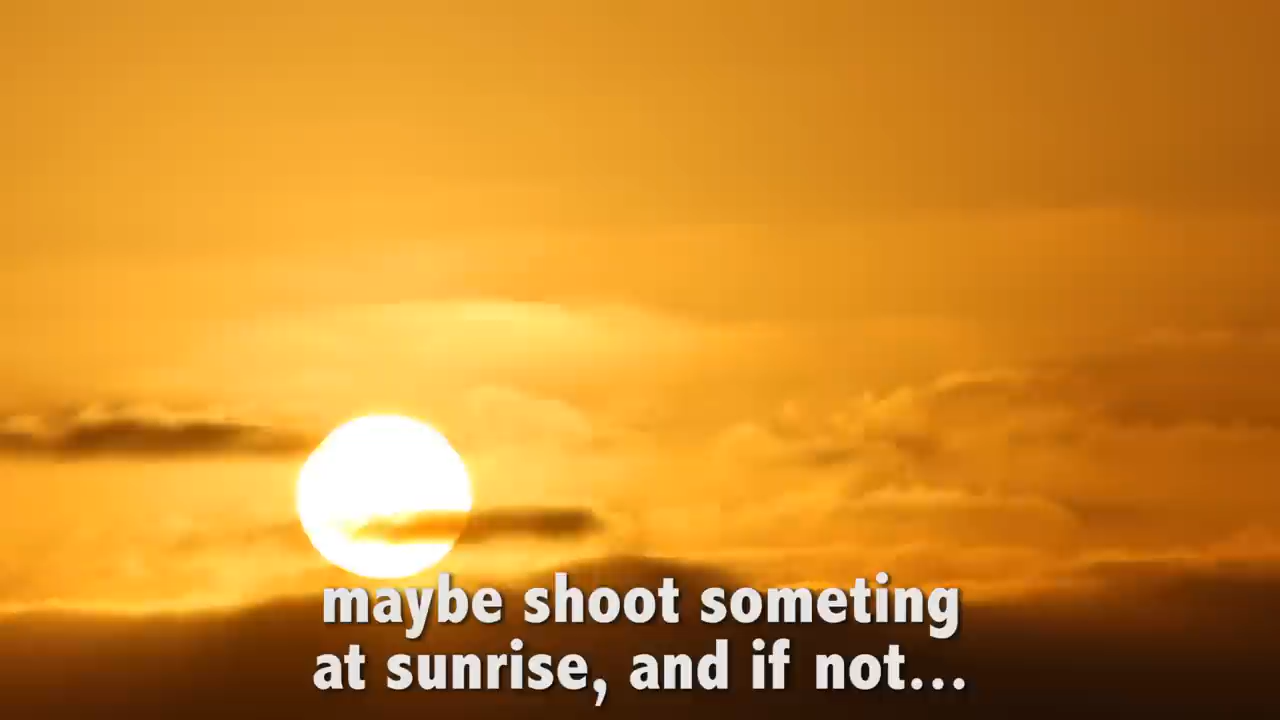 maybe shoot someting
at sunrise, and if not...